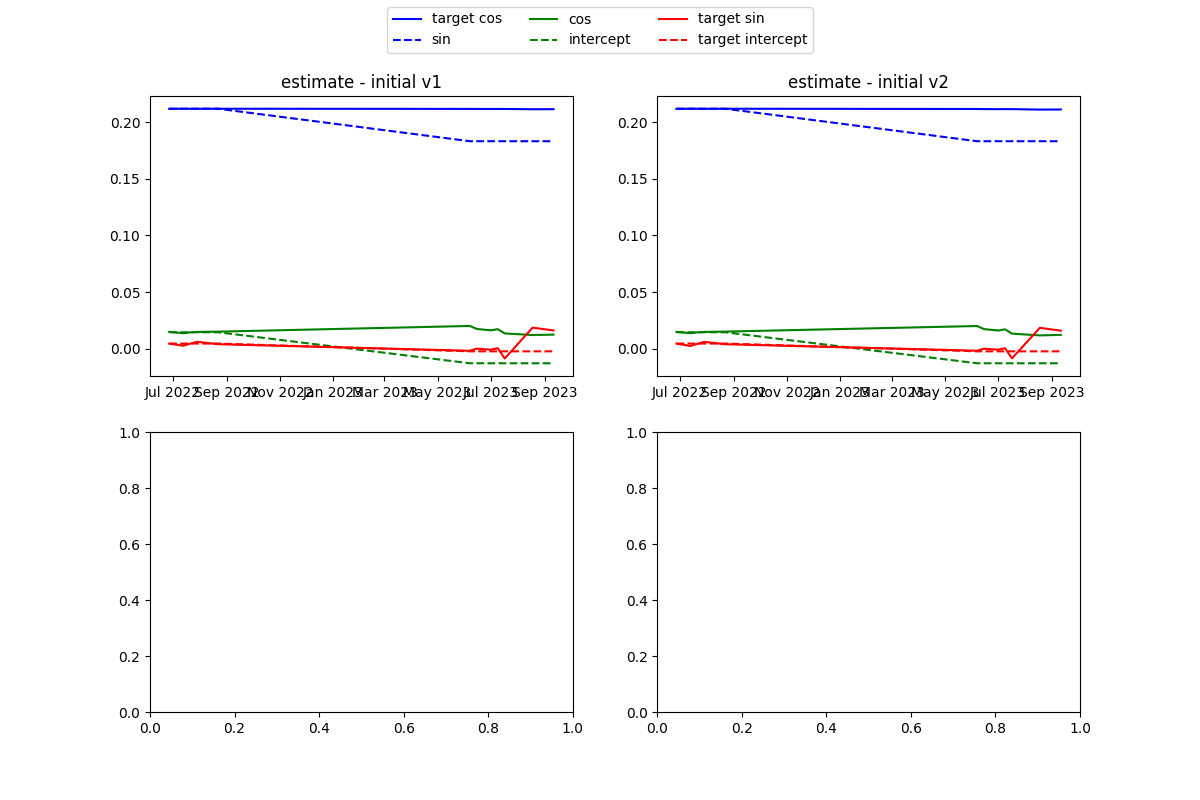 target cos cos target sin
sin intercept target intercept
estimate - initial v1 estimate - initial v2
0.20 0.20
0.15 0.15
0.10 0.10
0.05 0.05
0.00 0.00
Jul 2022 Sep 2022 Nov 2022 Jan 2023 Mar 2023 May 2023 Jul 2023 Sep 2023 Jul 2022 Sep 2022 Nov 2022 Jan 2023 Mar 2023 May 2023 Jul 2023 Sep 2023
1.0 1.0
0.8 0.8
0.6 0.6
0.4 0.4
0.2 0.2
0.0 0.0
0.0 0.2 0.4 0.6 0.8 1.0 0.0 0.2 0.4 0.6 0.8 1.0